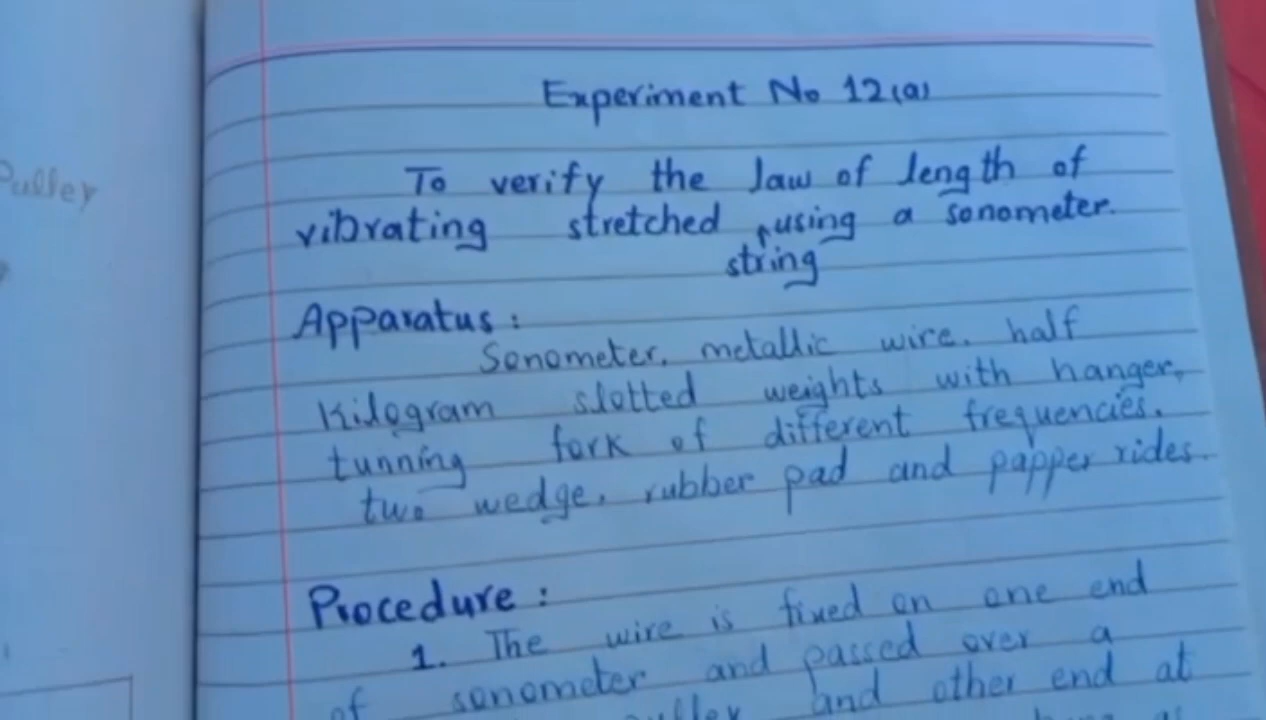 Pulley
Experiment No 12(a)
To verify the law of length of
vibrating stretched using a sonometer.
string
Apparatus :
Sonometer, metallic wire, half
Kilogram slotted weights with hanger,
tunning fork of different frequencies,
two wedge, rubber pad and papper rides.
Procedure :
1. The wire is fixed on one end
of sonometer and passed over a
pulley and other end at